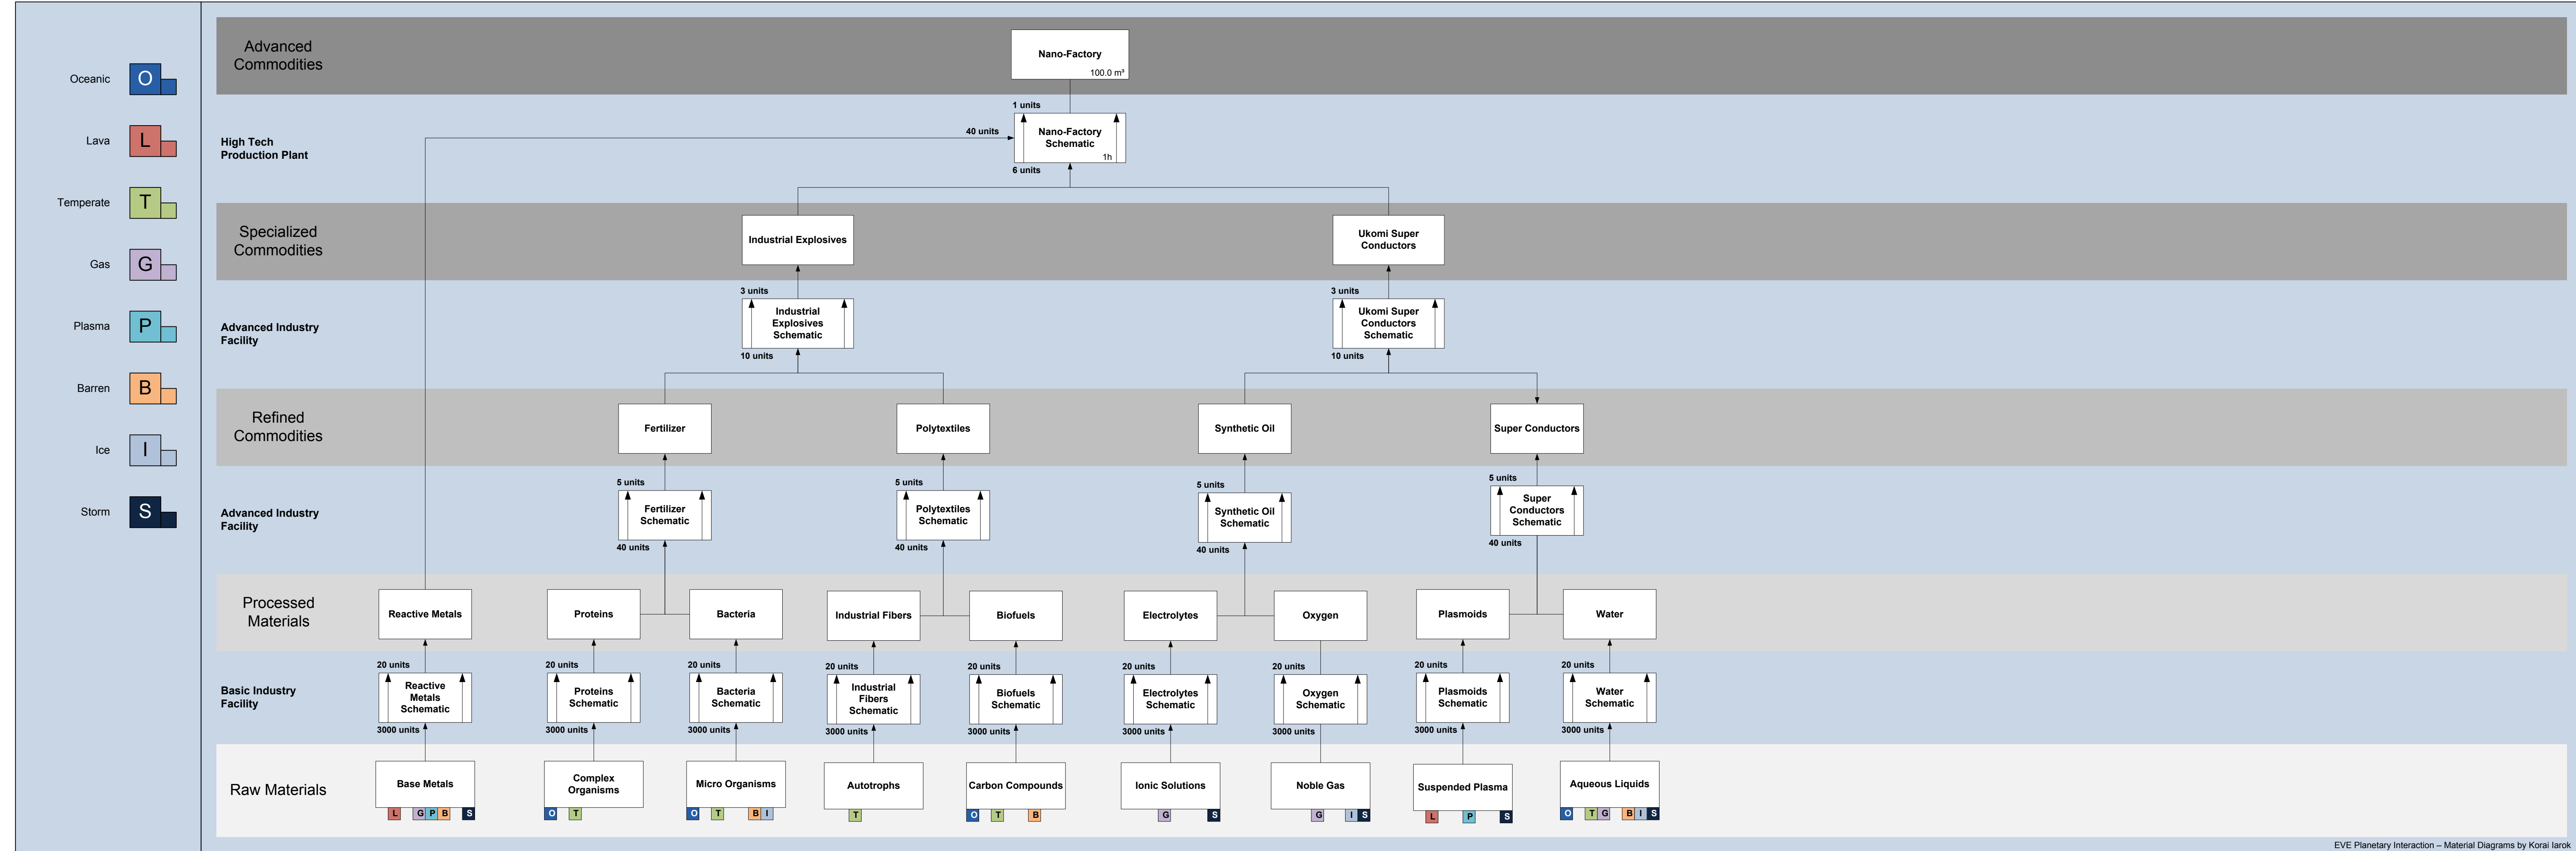 Oceanic
O
Lava
L
Temperate
T
Gas
G
Plasma
P
Barren
B
Ice
I
Storm
S
Advanced
Commodities
Nano-Factory
100.0 m³
High Tech
Production Plant
1 units
40 units
Nano-Factory
Schematic
1h
6 units
Specialized
Commodities
Industrial Explosives
Ukomi Super
Conductors
Advanced Industry
Facility
3 units
Industrial
Explosives
Schematic
10 units
3 units
Ukomi Super
Conductors
Schematic
10 units
Refined
Commodities
Fertilizer
Polytextiles
Synthetic Oil
Super Conductors
Advanced Industry
Facility
5 units
Fertilizer
Schematic
40 units
5 units
Polytextiles
Schematic
40 units
5 units
Synthetic Oil
Schematic
40 units
5 units
Super
Conductors
Schematic
40 units
Processed
Materials
Reactive Metals
Proteins
Bacteria
Industrial Fibers
Biofuels
Electrolytes
Oxygen
Plasmoids
Water
Basic Industry
Facility
20 units
Reactive
Metals
Schematic
3000 units
20 units
Proteins
Schematic
3000 units
20 units
Bacteria
Schematic
3000 units
20 units
Industrial
Fibers
Schematic
3000 units
20 units
Biofuels
Schematic
3000 units
20 units
Electrolytes
Schematic
3000 units
20 units
Oxygen
Schematic
3000 units
20 units
Plasmoids
Schematic
3000 units
20 units
Water
Schematic
3000 units
Raw Materials
Base Metals
L G P B S
Complex
Organisms
O T
Micro Organisms
O T B I
Autotrophs
T
Carbon Compounds
O T B
Ionic Solutions
G S
Noble Gas
G I S
Suspended Plasma
L P S
Aqueous Liquids
O T G B I S
EVE Planetary Interaction – Material Diagrams by Korai Iarok